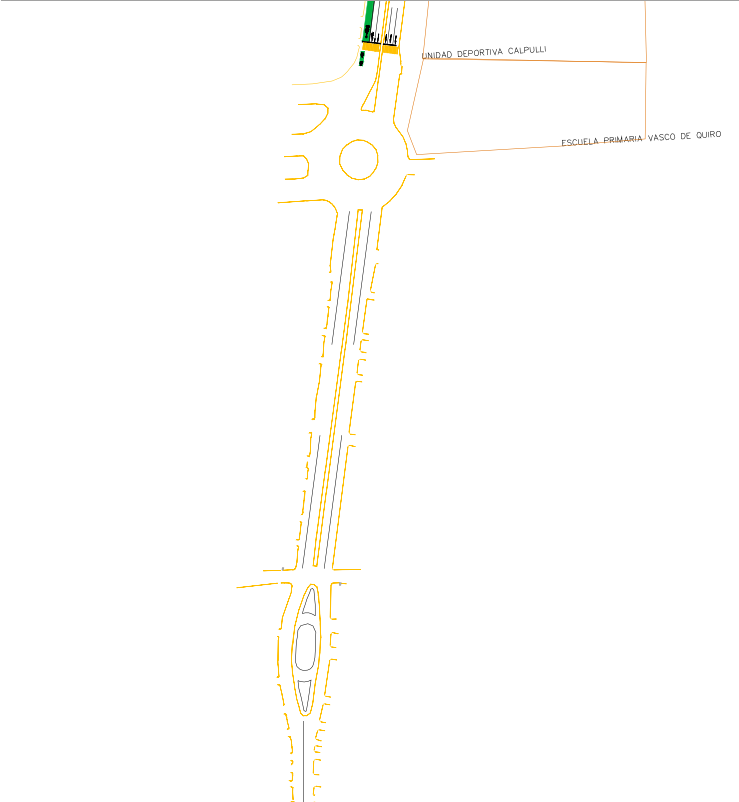 UNIDAD DEPORTIVA CALPULLI
ESCUELA PRIMARIA VASCO DE QUIRO